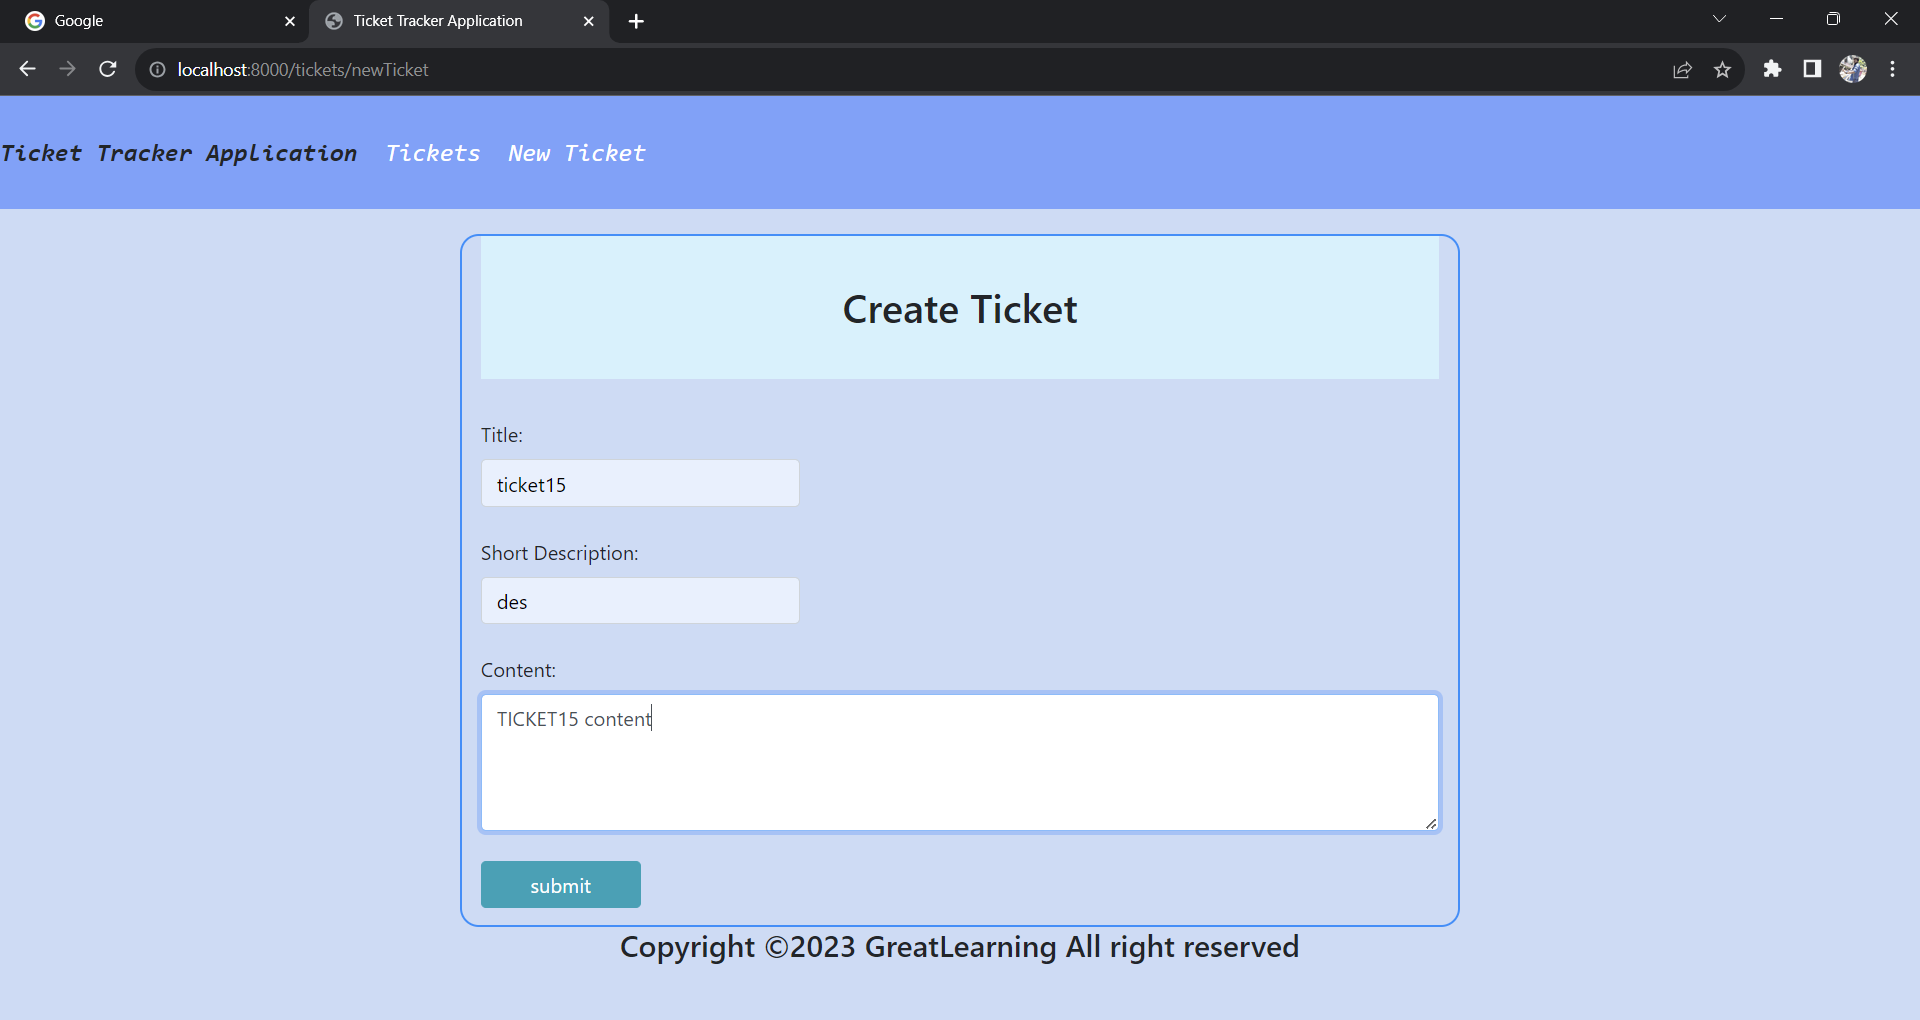 Google
Ticket Tracker Application
localhost:8000/tickets/newTicket
Ticket Tracker Application Tickets New Ticket
Create Ticket
Title:
ticket15
Short Description:
des
Content:
TICKET15 content
submit
Copyright ©2023 GreatLearning All right reserved